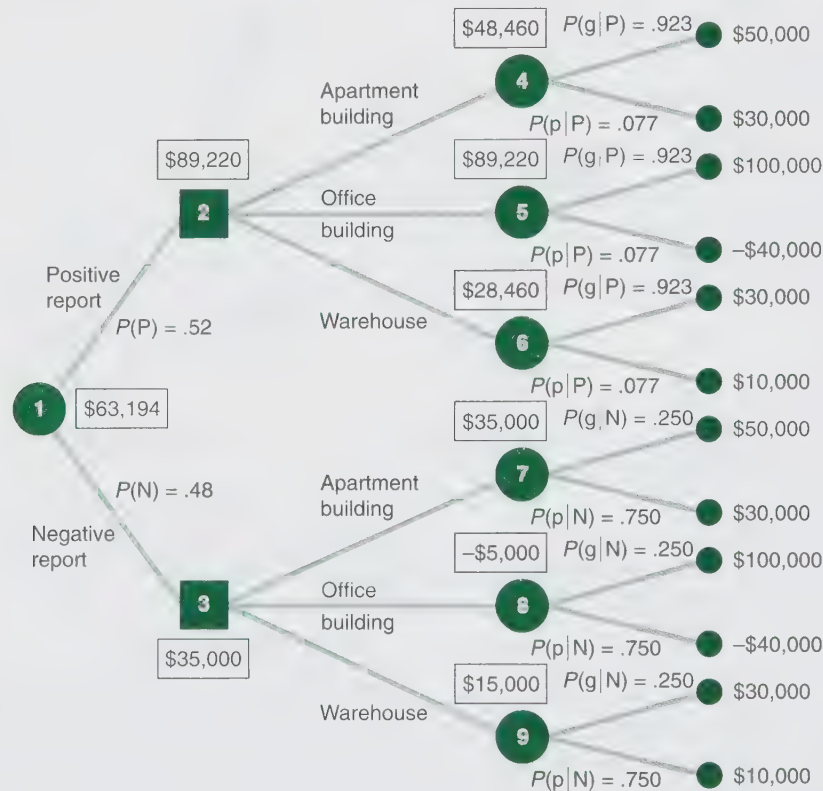 $48,460
P(g|P) = .923
$50,000
4
Apartment
building
P(p|P) = .077
$30,000
$89,220
$89,220
P(g|P) = .923
$100,000
2
Office
building
5
P(p|P) = .077
–$40,000
Positive
report
$28,460
P(g|P) = .923
$30,000
P(P) = .52
Warehouse
6
P(p|P) = .077
$10,000
1
$63,194
$35,000
P(g|N) = .250
$50,000
P(N) = .48
Apartment
building
7
Negative
report
P(p|N) = .750
$30,000
–$5,000
P(g|N) = .250
$100,000
3
Office
building
8
$35,000
P(p|N) = .750
–$40,000
$15,000
P(g|N) = .250
$30,000
Warehouse
9
P(p|N) = .750
$10,000